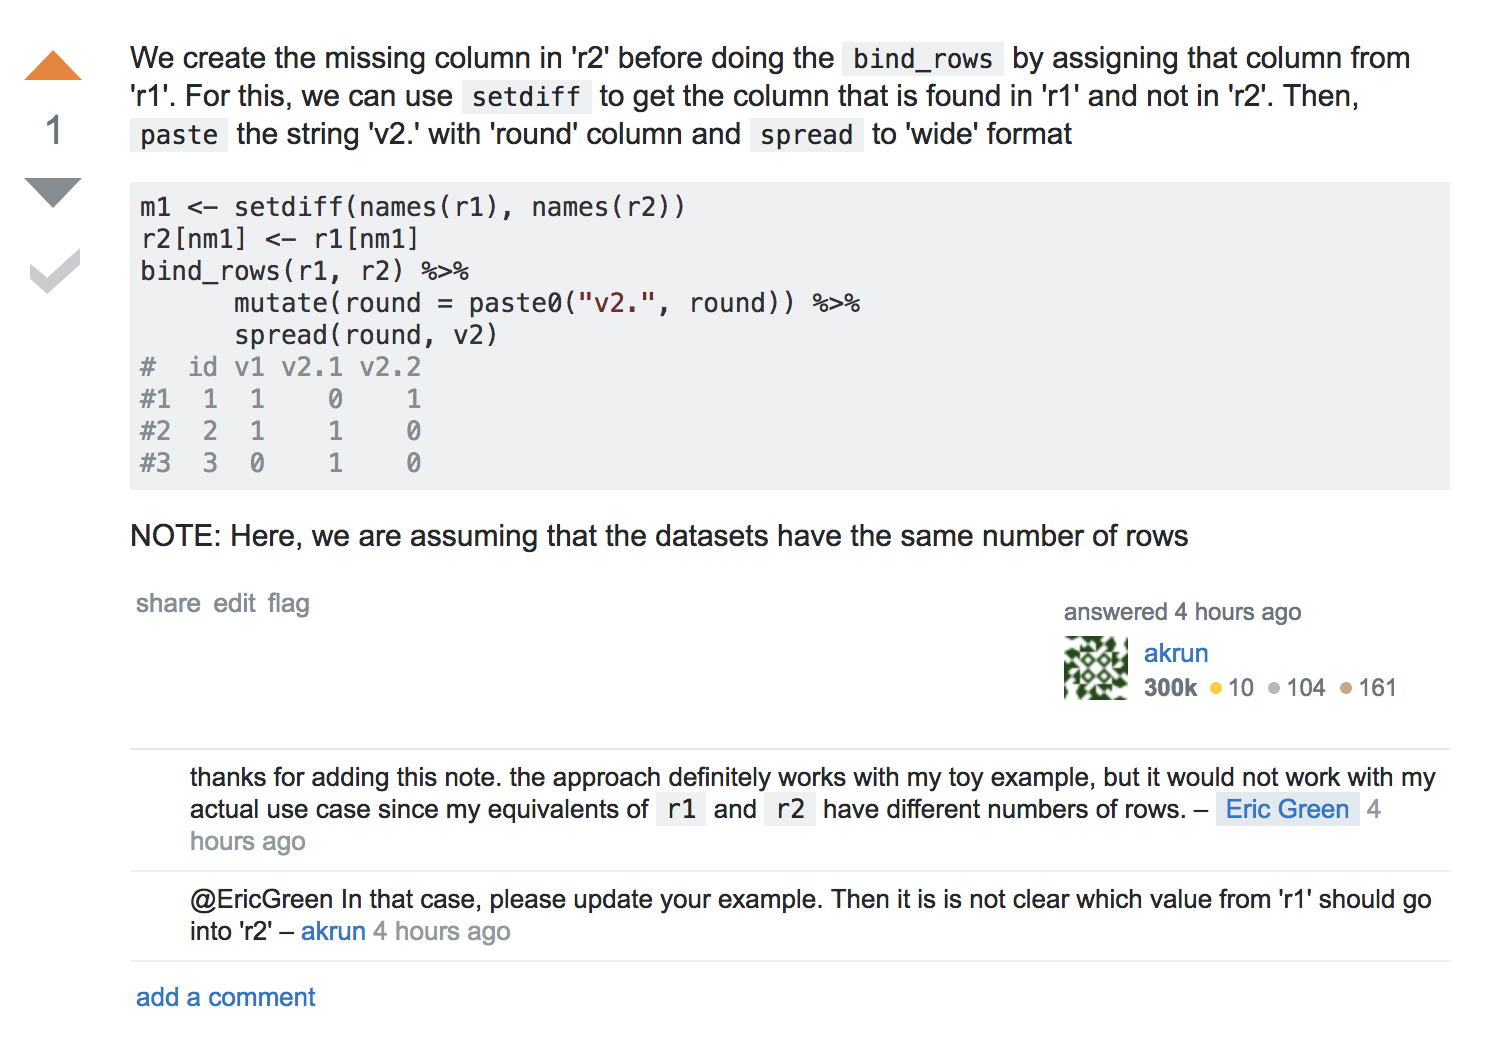 We create the missing column in 'r2' before doing the bind_rows by assigning that column from
1
'r1'. For this, we can use setdiff to get the column that is found in 'r1' and not in 'r2'. Then,
paste the string 'v2.' with 'round' column and spread to 'wide' format
m1 <- setdiff(names(r1), names(r2))
r2[nm1] <- r1[nm1]
bind_rows(r1, r2) %>%
      mutate(round = paste0("v2.", round)) %>%
      spread(round, v2)
#  id v1 v2.1 v2.2
#1  1  1    0    1
#2  2  1    1    0
#3  3  0    1    0
NOTE: Here, we are assuming that the datasets have the same number of rows
share edit flag
answered 4 hours ago
akrun
300k 10 104 161
thanks for adding this note. the approach definitely works with my toy example, but it would not work with my
actual use case since my equivalents of r1 and r2 have different numbers of rows. – Eric Green 4
hours ago
@EricGreen In that case, please update your example. Then it is is not clear which value from 'r1' should go
into 'r2' – akrun 4 hours ago
add a comment